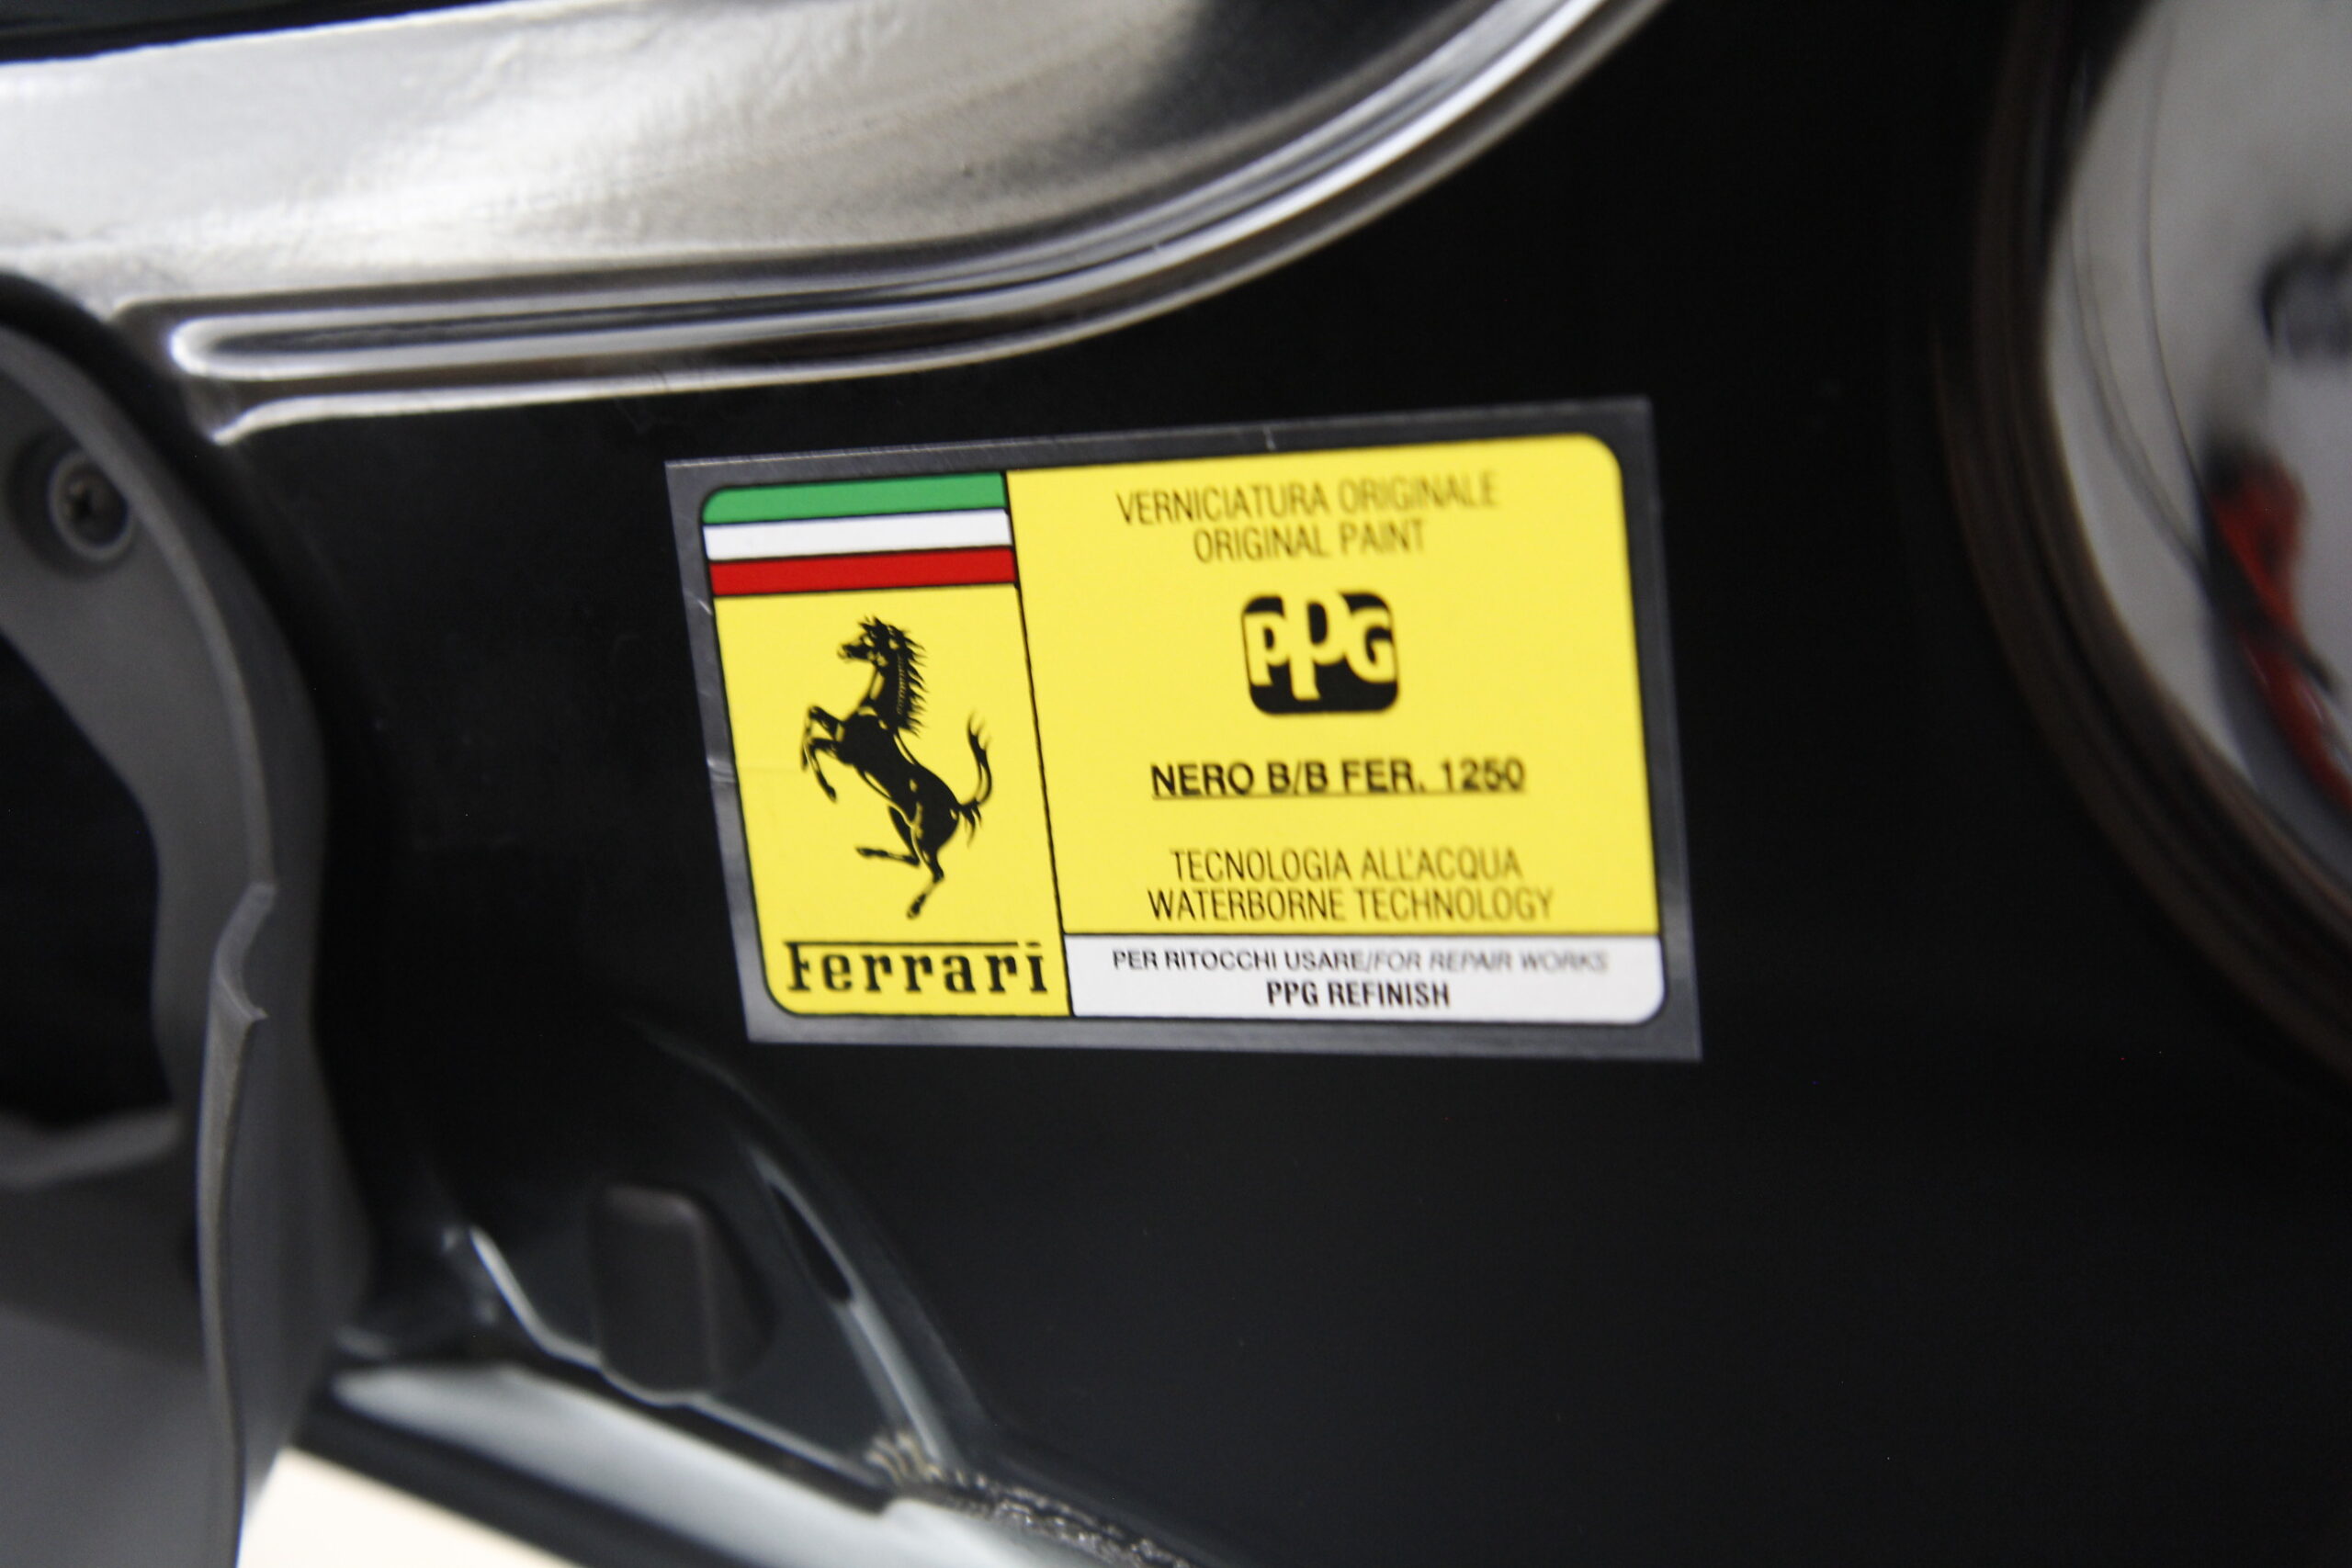 VERNICIATURA ORIGINALE
ORIGINAL PAINT
PPG
NERO B/B FER. 1250
TECNOLOGIA ALL'ACQUA
WATERBORNE TECHNOLOGY
Ferrari
PER RITOCCHI USARE/FOR REPAIR WORKS
PPG REFINISH